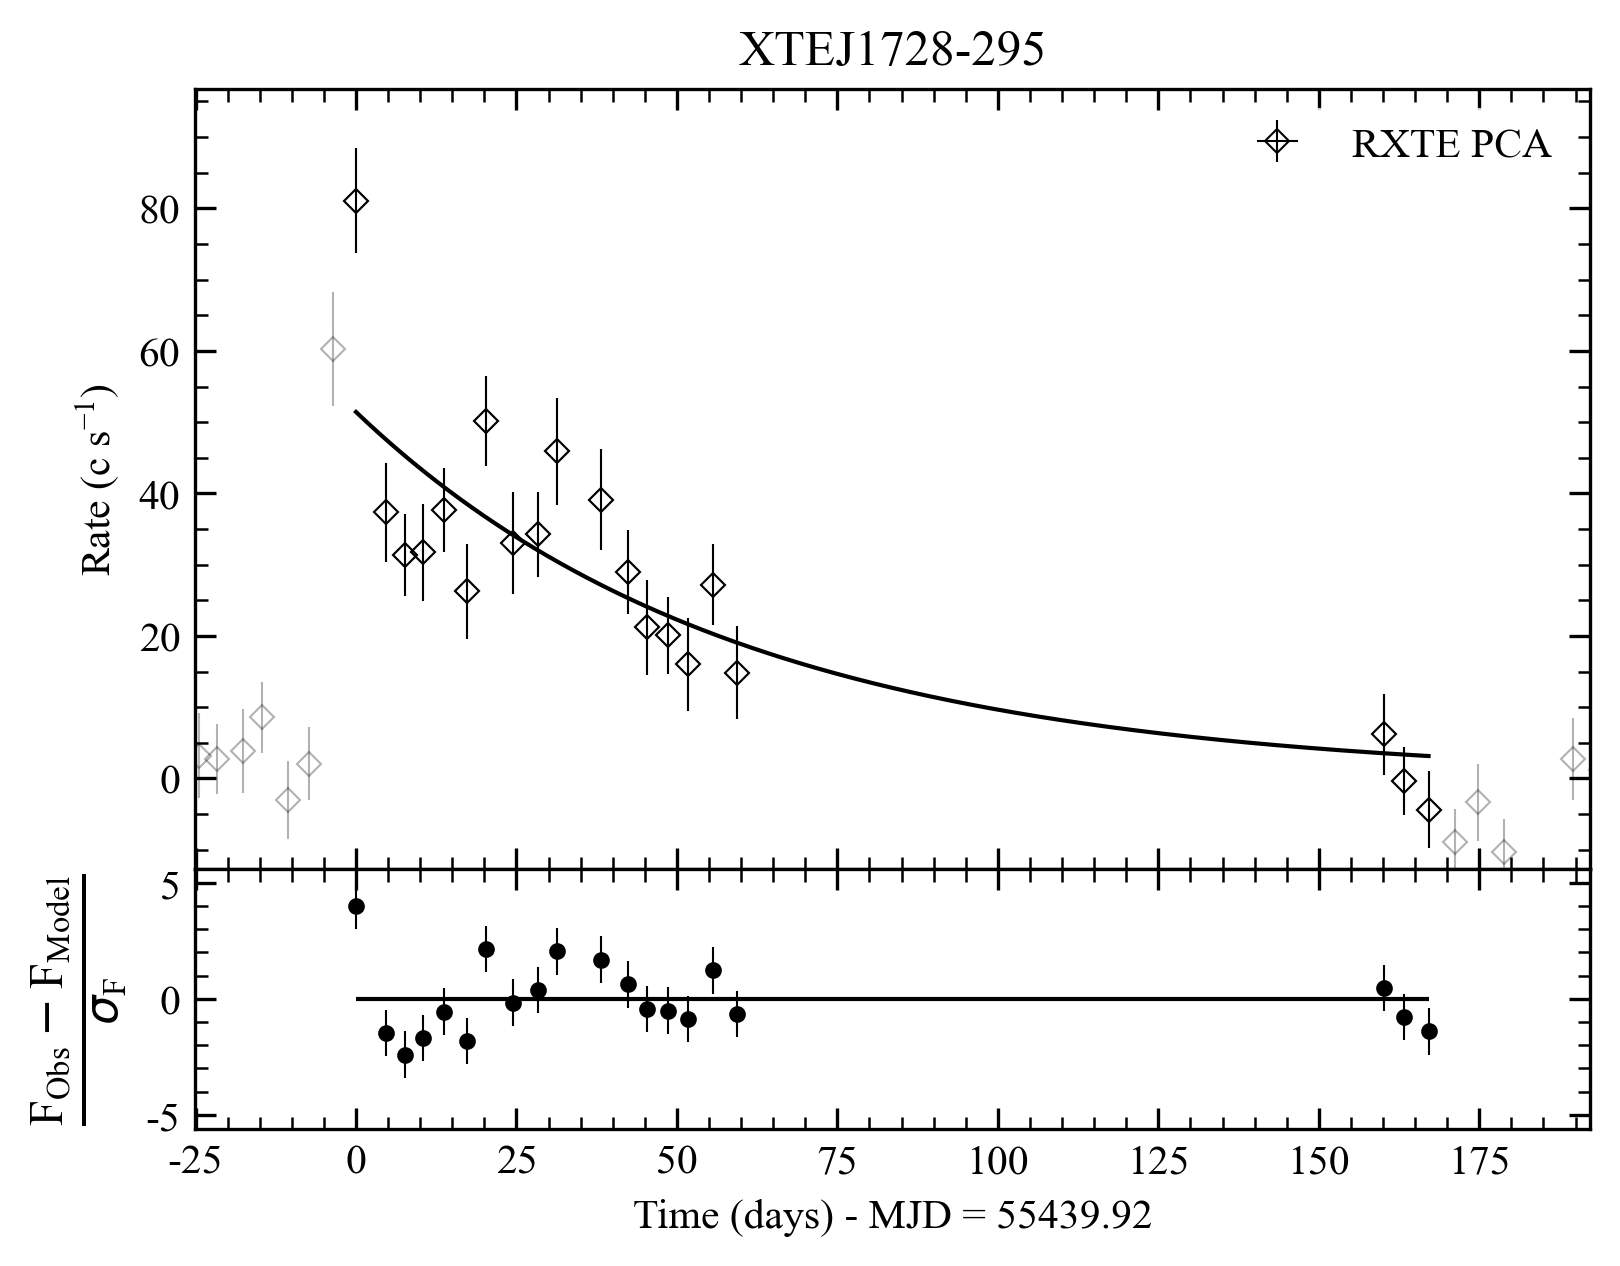 XTEJ1728-295
RXTE PCA
Rate (c s⁻¹)
80
60
40
20
0
F_Obs − F_Model
σ_F
5
0
-5
-25 0 25 50 75 100 125 150 175
Time (days) - MJD = 55439.92